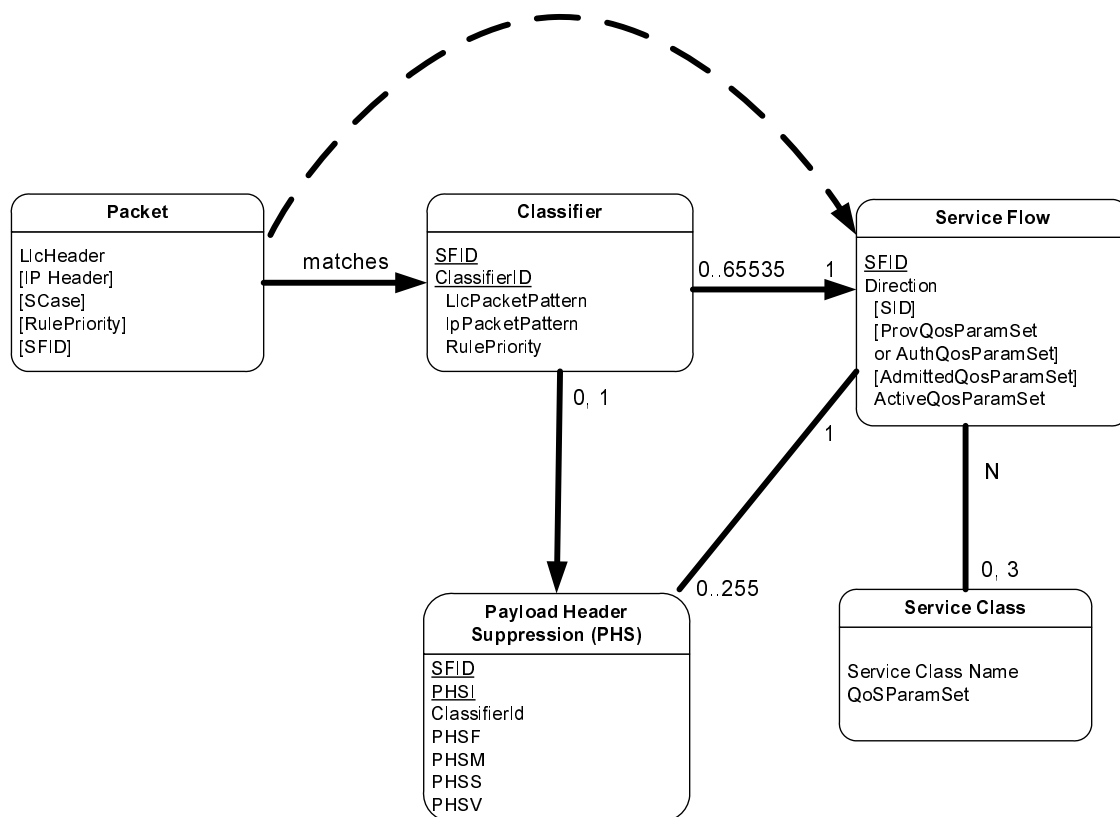 Packet
LlcHeader
[IP Header]
[SCase]
[RulePriority]
[SFID]
matches
Classifier
SFID
ClassifierID
LlcPacketPattern
IpPacketPattern
RulePriority
0..65535
1
Service Flow
SFID
Direction
[SID]
[ProvQosParamSet
or AuthQosParamSet]
[AdmittedQosParamSet]
ActiveQosParamSet
0, 1
1
N
0..255
0, 3
Payload Header
Suppression (PHS)
SFID
PHSI
ClassifierId
PHSF
PHSM
PHSS
PHSV
Service Class
Service Class Name
QoSParamSet